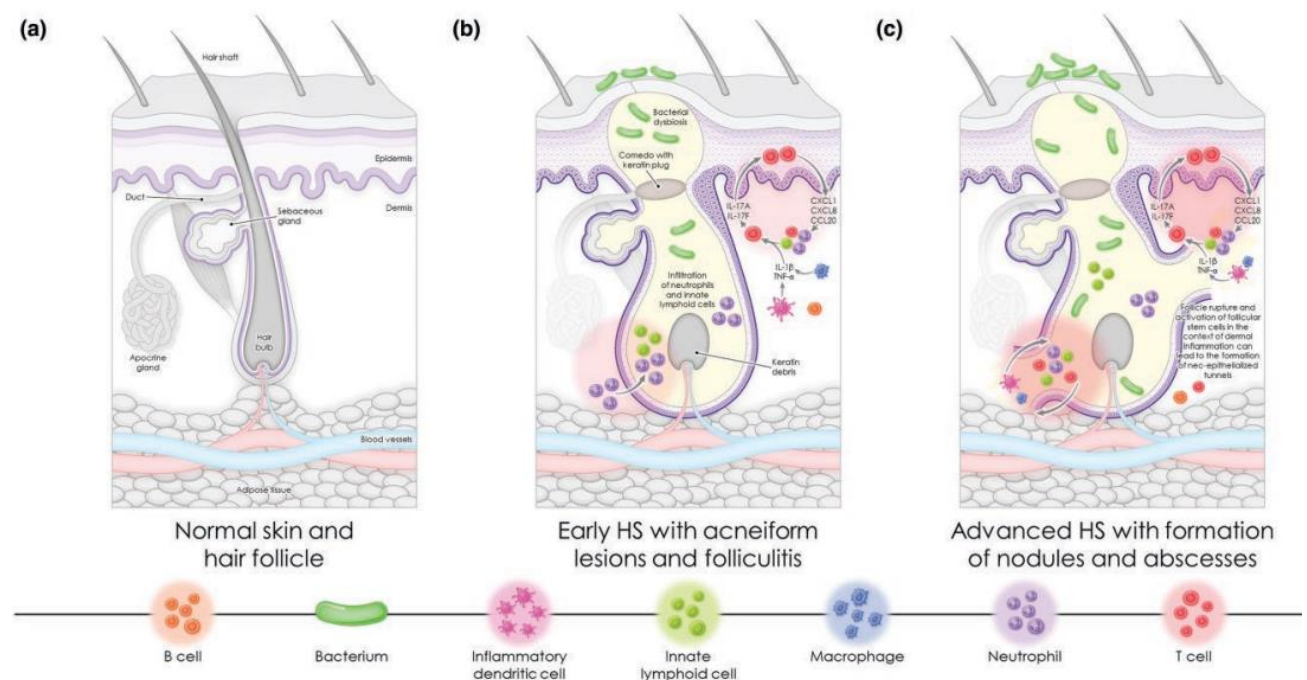 (a)
Hair shaft
Epidermis
Duct
Dermis
Sebaceous
gland
Hair
bulb
Apocrine
gland
Blood vessels
Adipose tissue
Normal skin and
hair follicle
(b)
Bacterial
dysbiosis
Comedo with
keratin plug
IL-17A
IL-17F
CXCL1
CXCL8
CCL20
IL-1β
TNF-α
Infiltration
of neutrophils
and innate
lymphoid cells
Keratin
debris
Early HS with acneiform
lesions and folliculitis
(c)
IL-17A
IL-17F
CXCL1
CXCL8
CCL20
IL-1β
TNF-α
Follicle rupture and
activation of follicular
stem cells in the
context of dermal
inflammation can
lead to the formation
of neo-epithelialized
tunnels
Advanced HS with formation
of nodules and abscesses
B cell
Bacterium
Inflammatory
dendritic cell
Innate
lymphoid cell
Macrophage
Neutrophil
T cell